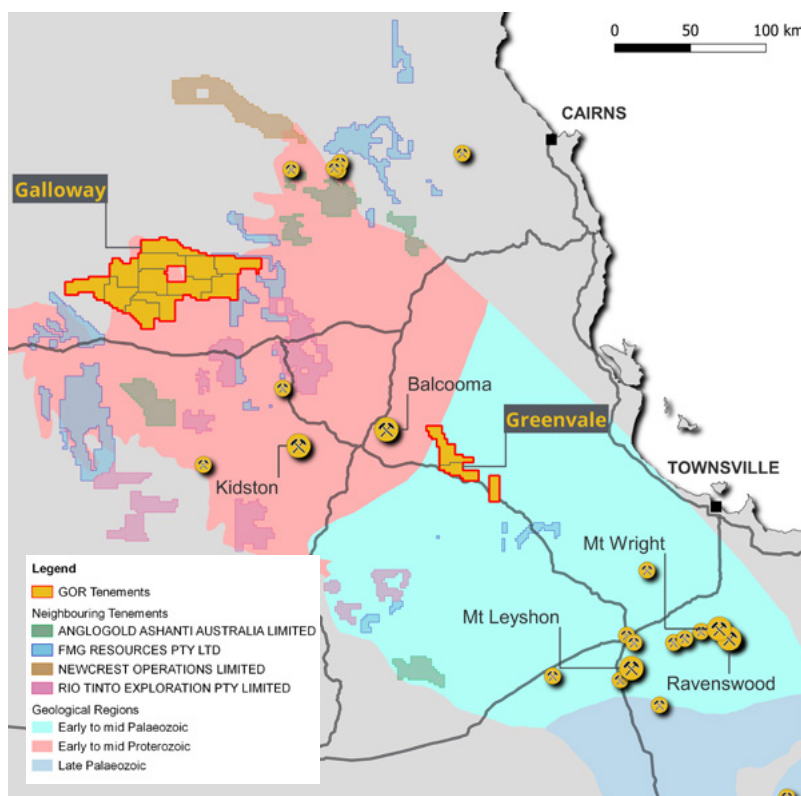 0 50 100 km
CAIRNS
Galloway
Balcooma
Greenvale
Kidston
TOWNSVILLE
Mt Wright
Mt Leyshon
Ravenswood
Legend
GOR Tenements
Neighbouring Tenements
ANGLOGOLD ASHANTI AUSTRALIA LIMITED
FMG RESOURCES PTY LTD
NEWCREST OPERATIONS LIMITED
RIO TINTO EXPLORATION PTY LIMITED
Geological Regions
Early to mid Palaeozoic
Early to mid Proterozoic
Late Palaeozoic